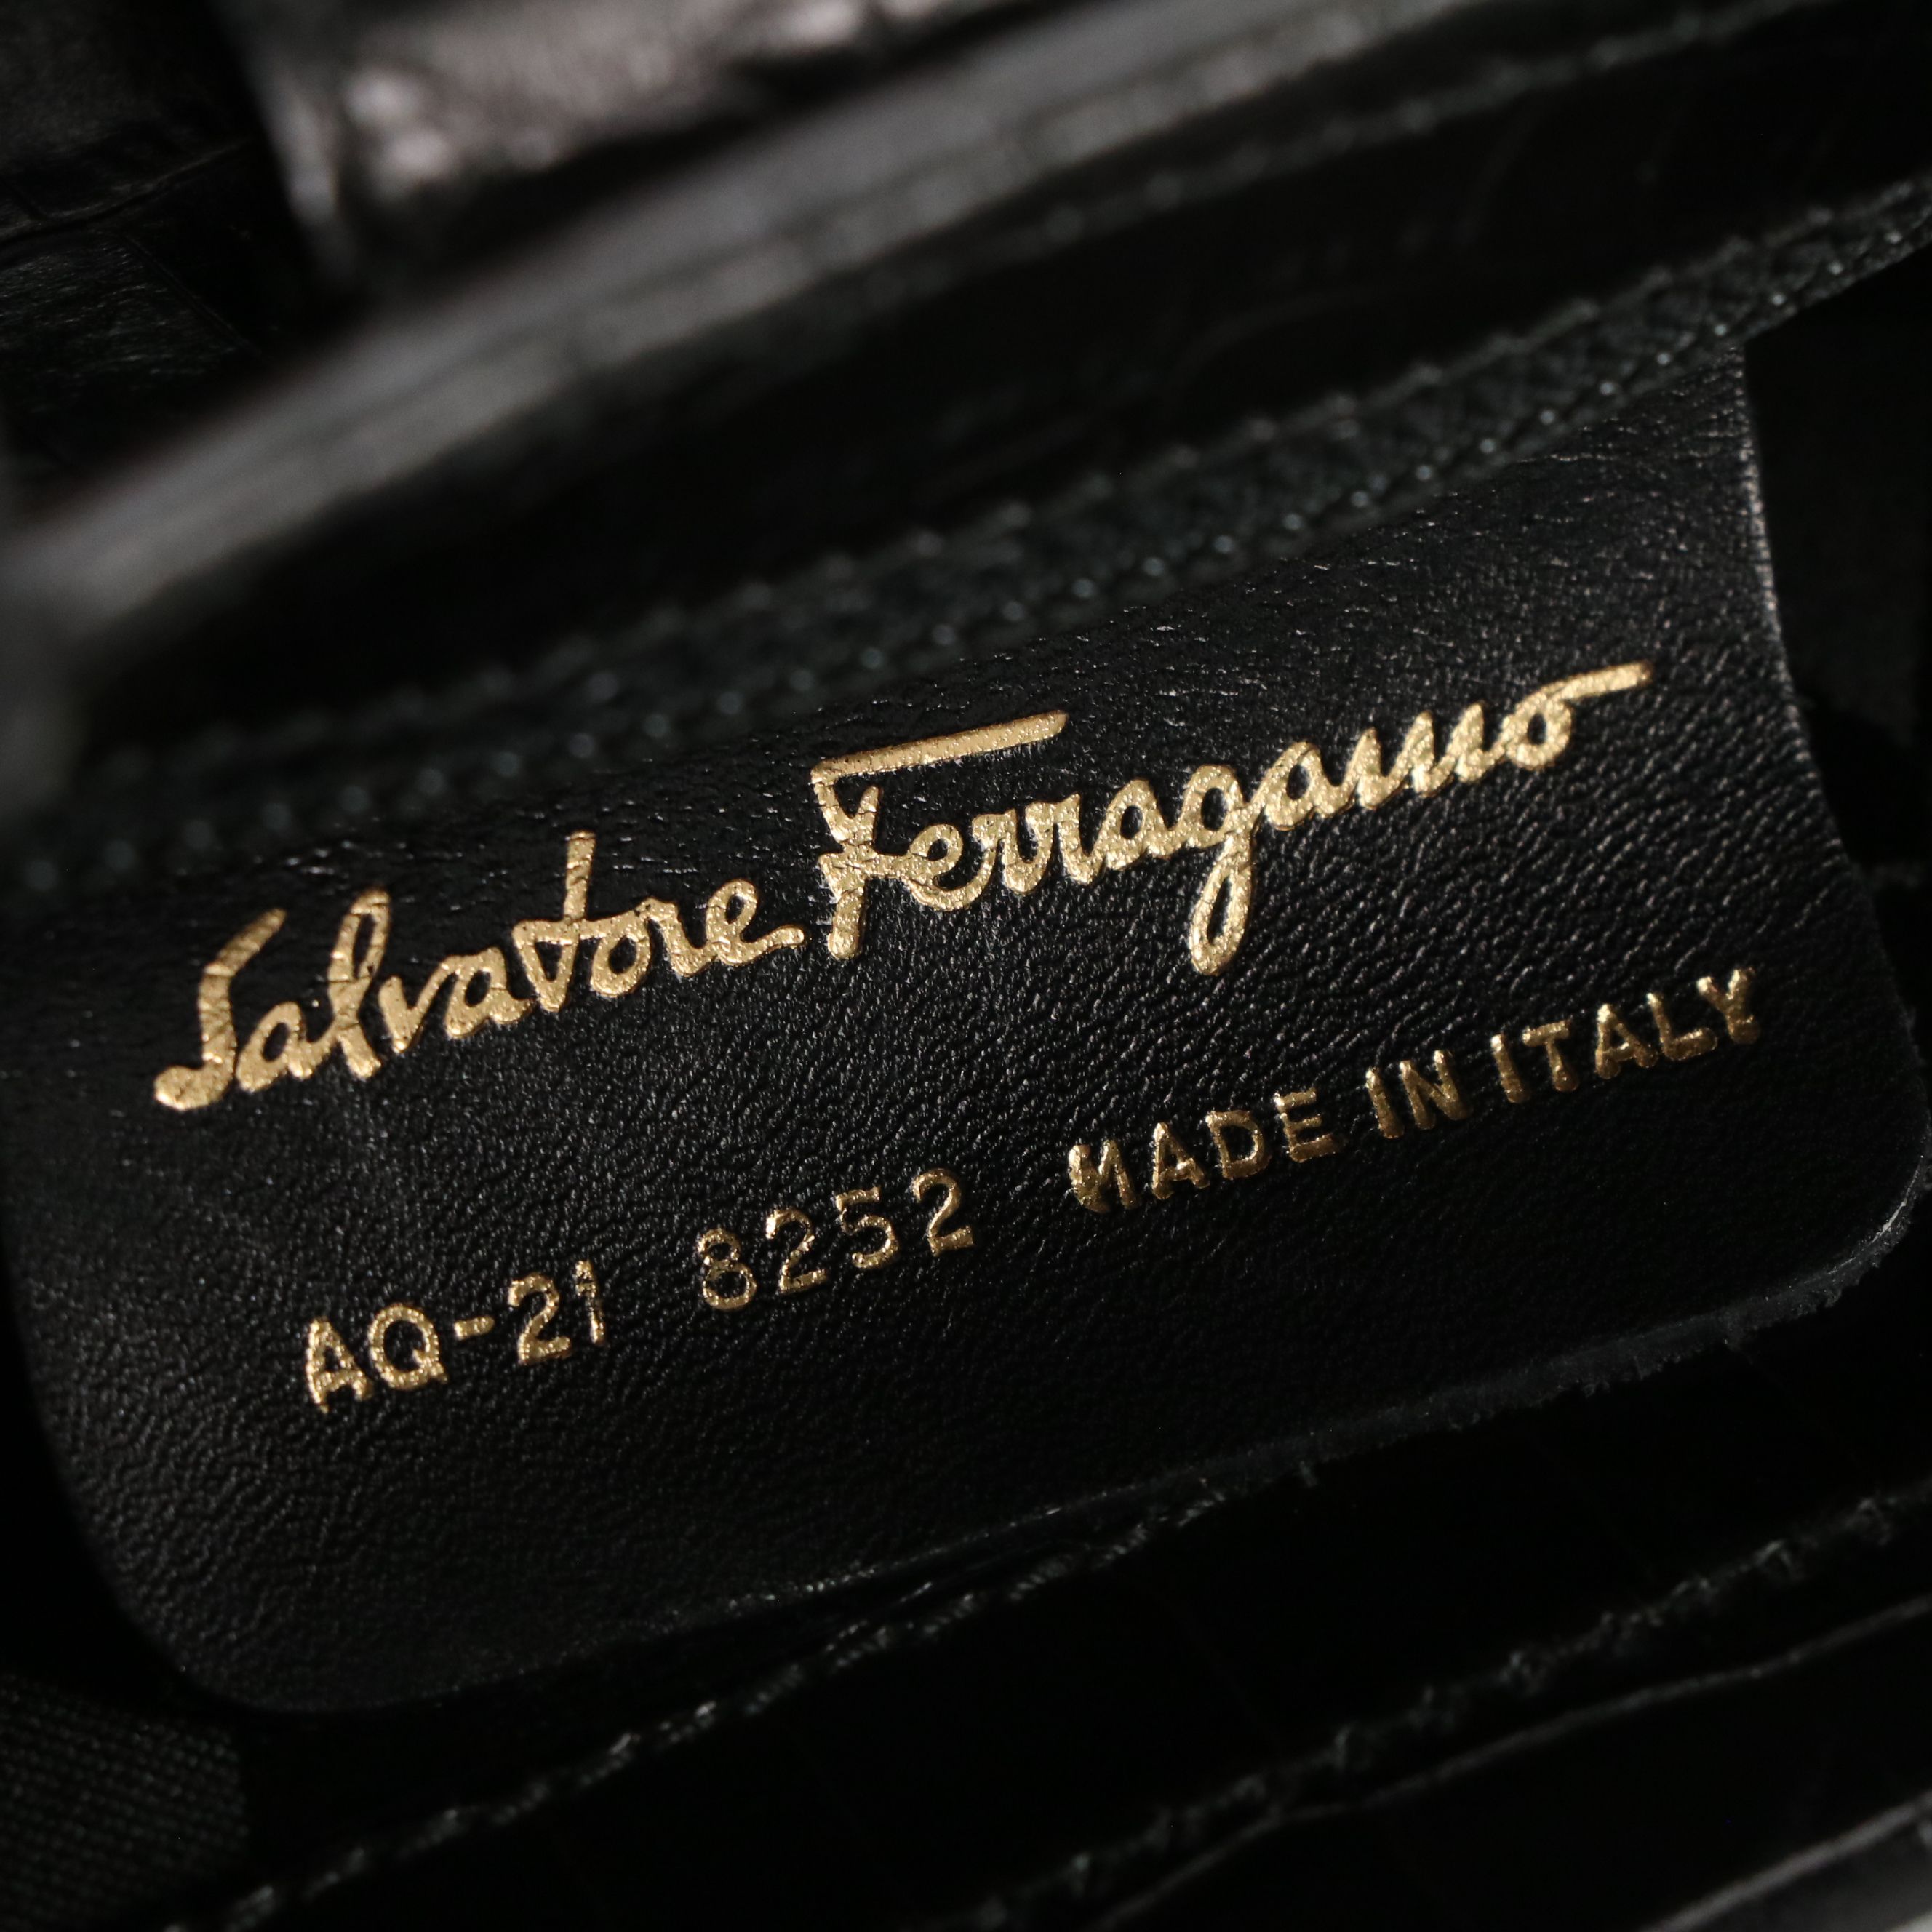 Salvatore Ferragamo
AQ-21 8252 MADE IN ITALY